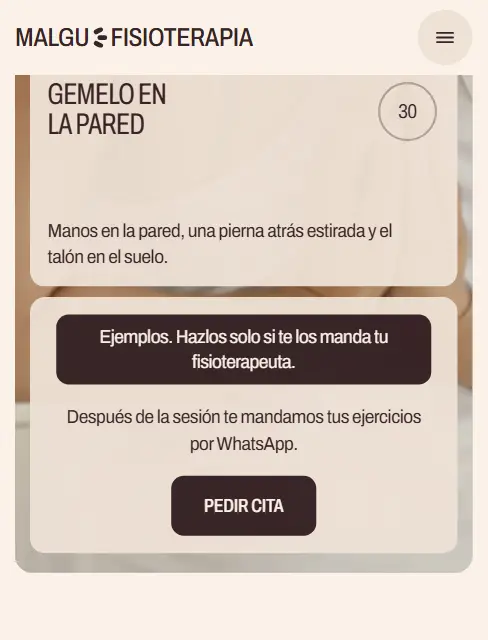 MALGU FISIOTERAPIA
GEMELO EN
LA PARED
30
Manos en la pared, una pierna atrás estirada y el
talón en el suelo.
Ejemplos. Hazlos solo si te los manda tu
fisioterapeuta.
Después de la sesión te mandamos tus ejercicios
por WhatsApp.
PEDIR CITA